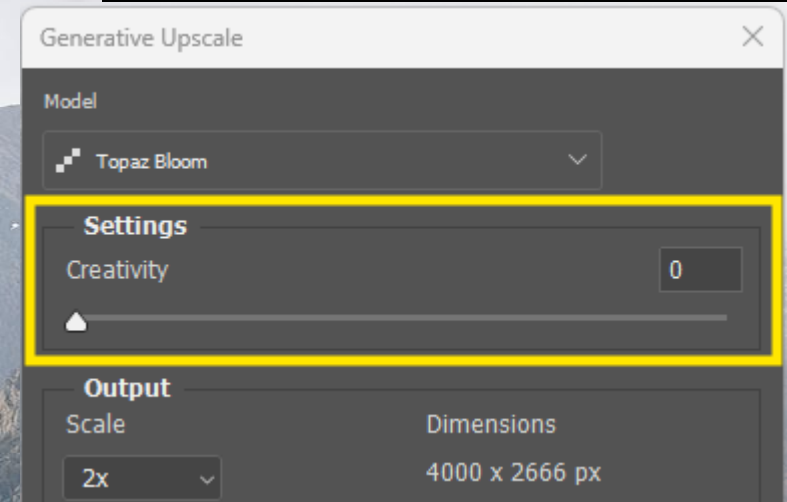 Generative Upscale
Model
Topaz Bloom
Settings
Creativity 0
Output
Scale Dimensions
2x 4000 x 2666 px